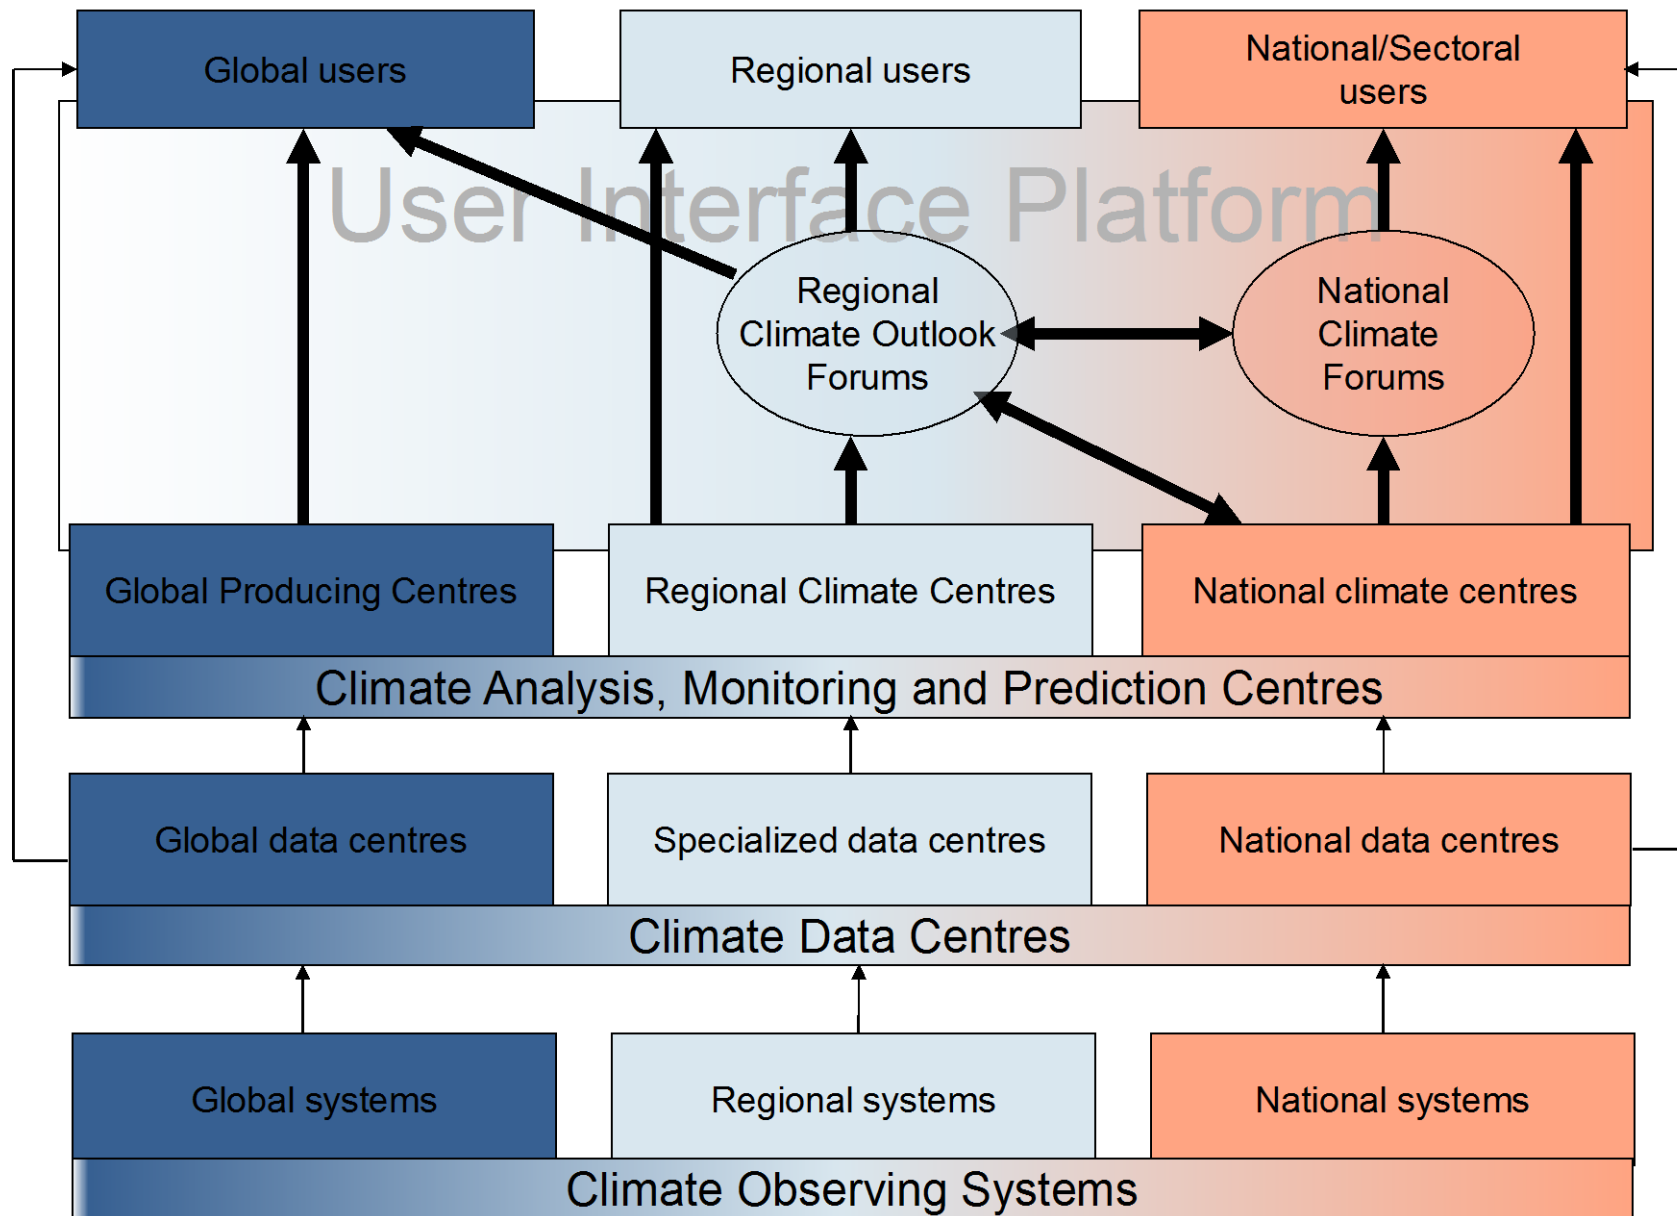 Global users
Regional users
National/Sectoral
users
User Interface Platform
Regional
Climate Outlook
Forums
National
Climate
Forums
Global Producing Centres
Regional Climate Centres
National climate centres
Climate Analysis, Monitoring and Prediction Centres
Global data centres
Specialized data centres
National data centres
Climate Data Centres
Global systems
Regional systems
National systems
Climate Observing Systems